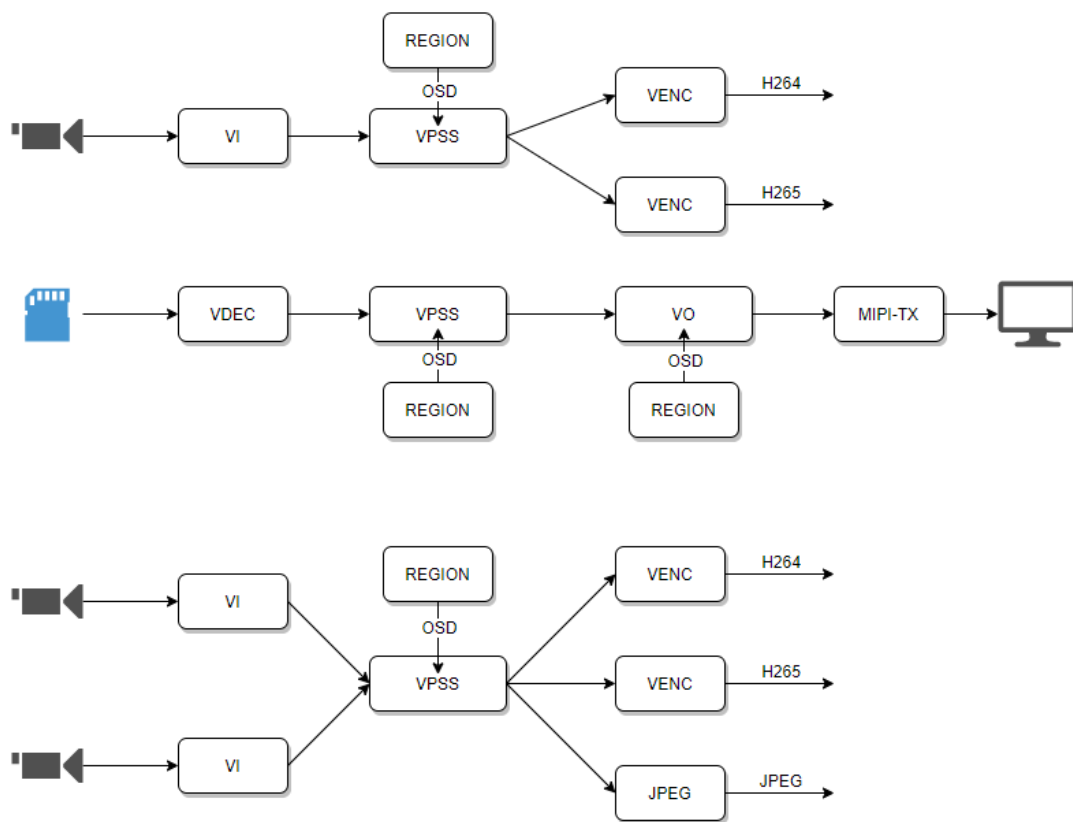 REGION
OSD
VENC
H264
VI
VPSS
VENC
H265
VDEC
VPSS
VO
MIPI-TX
OSD
OSD
REGION
REGION
REGION
VENC
H264
VI
OSD
VPSS
VENC
H265
VI
JPEG
JPEG